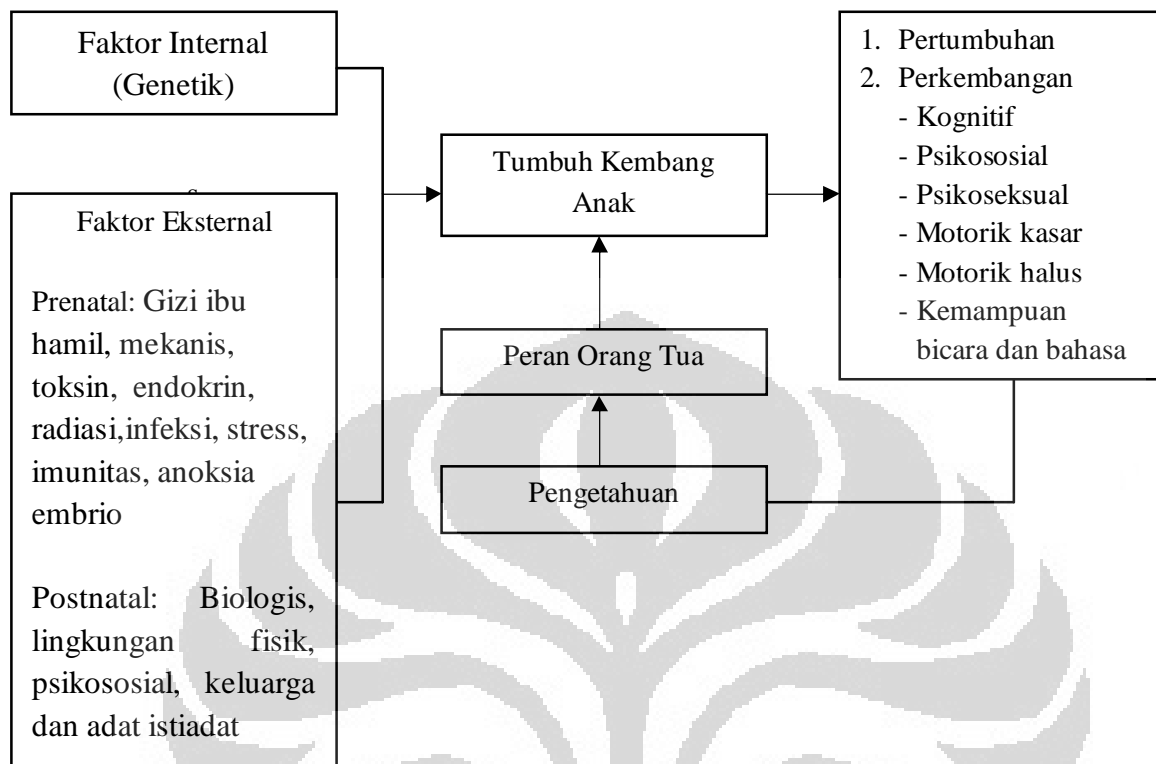 Faktor Internal
(Genetik)
Faktor Eksternal
Prenatal: Gizi ibu
hamil, mekanis,
toksin, endokrin,
radiasi,infeksi, stress,
imunitas, anoksia
embrio
Postnatal: Biologis,
lingkungan fisik,
psikososial, keluarga
dan adat istiadat
Tumbuh Kembang
Anak
Peran Orang Tua
Pengetahuan
1. Pertumbuhan
2. Perkembangan
- Kognitif
- Psikososial
- Psikoseksual
- Motorik kasar
- Motorik halus
- Kemampuan
bicara dan bahasa